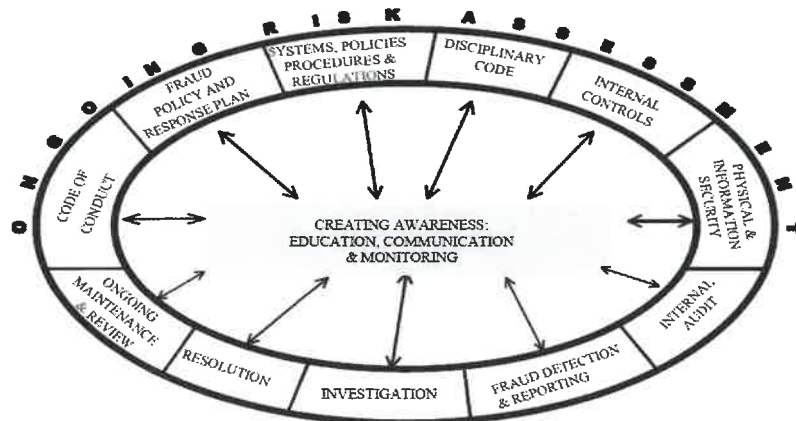 ONGOING RISK ASSESSMENT
FRAUD
POLICY AND
RESPONSE PLAN
SYSTEMS, POLICIES
PROCEDURES &
REGULATIONS
DISCIPLINARY
CODE
INTERNAL
CONTROLS
PHYSICAL &
INFORMATION
SECURITY
INTERNAL
AUDIT
FRAUD DETECTION
& REPORTING
INVESTIGATION
RESOLUTION
ONGOING
MAINTENANCE
& REVIEW
CODE OF
CONDUCT
CREATING AWARENESS:
EDUCATION, COMMUNICATION
& MONITORING